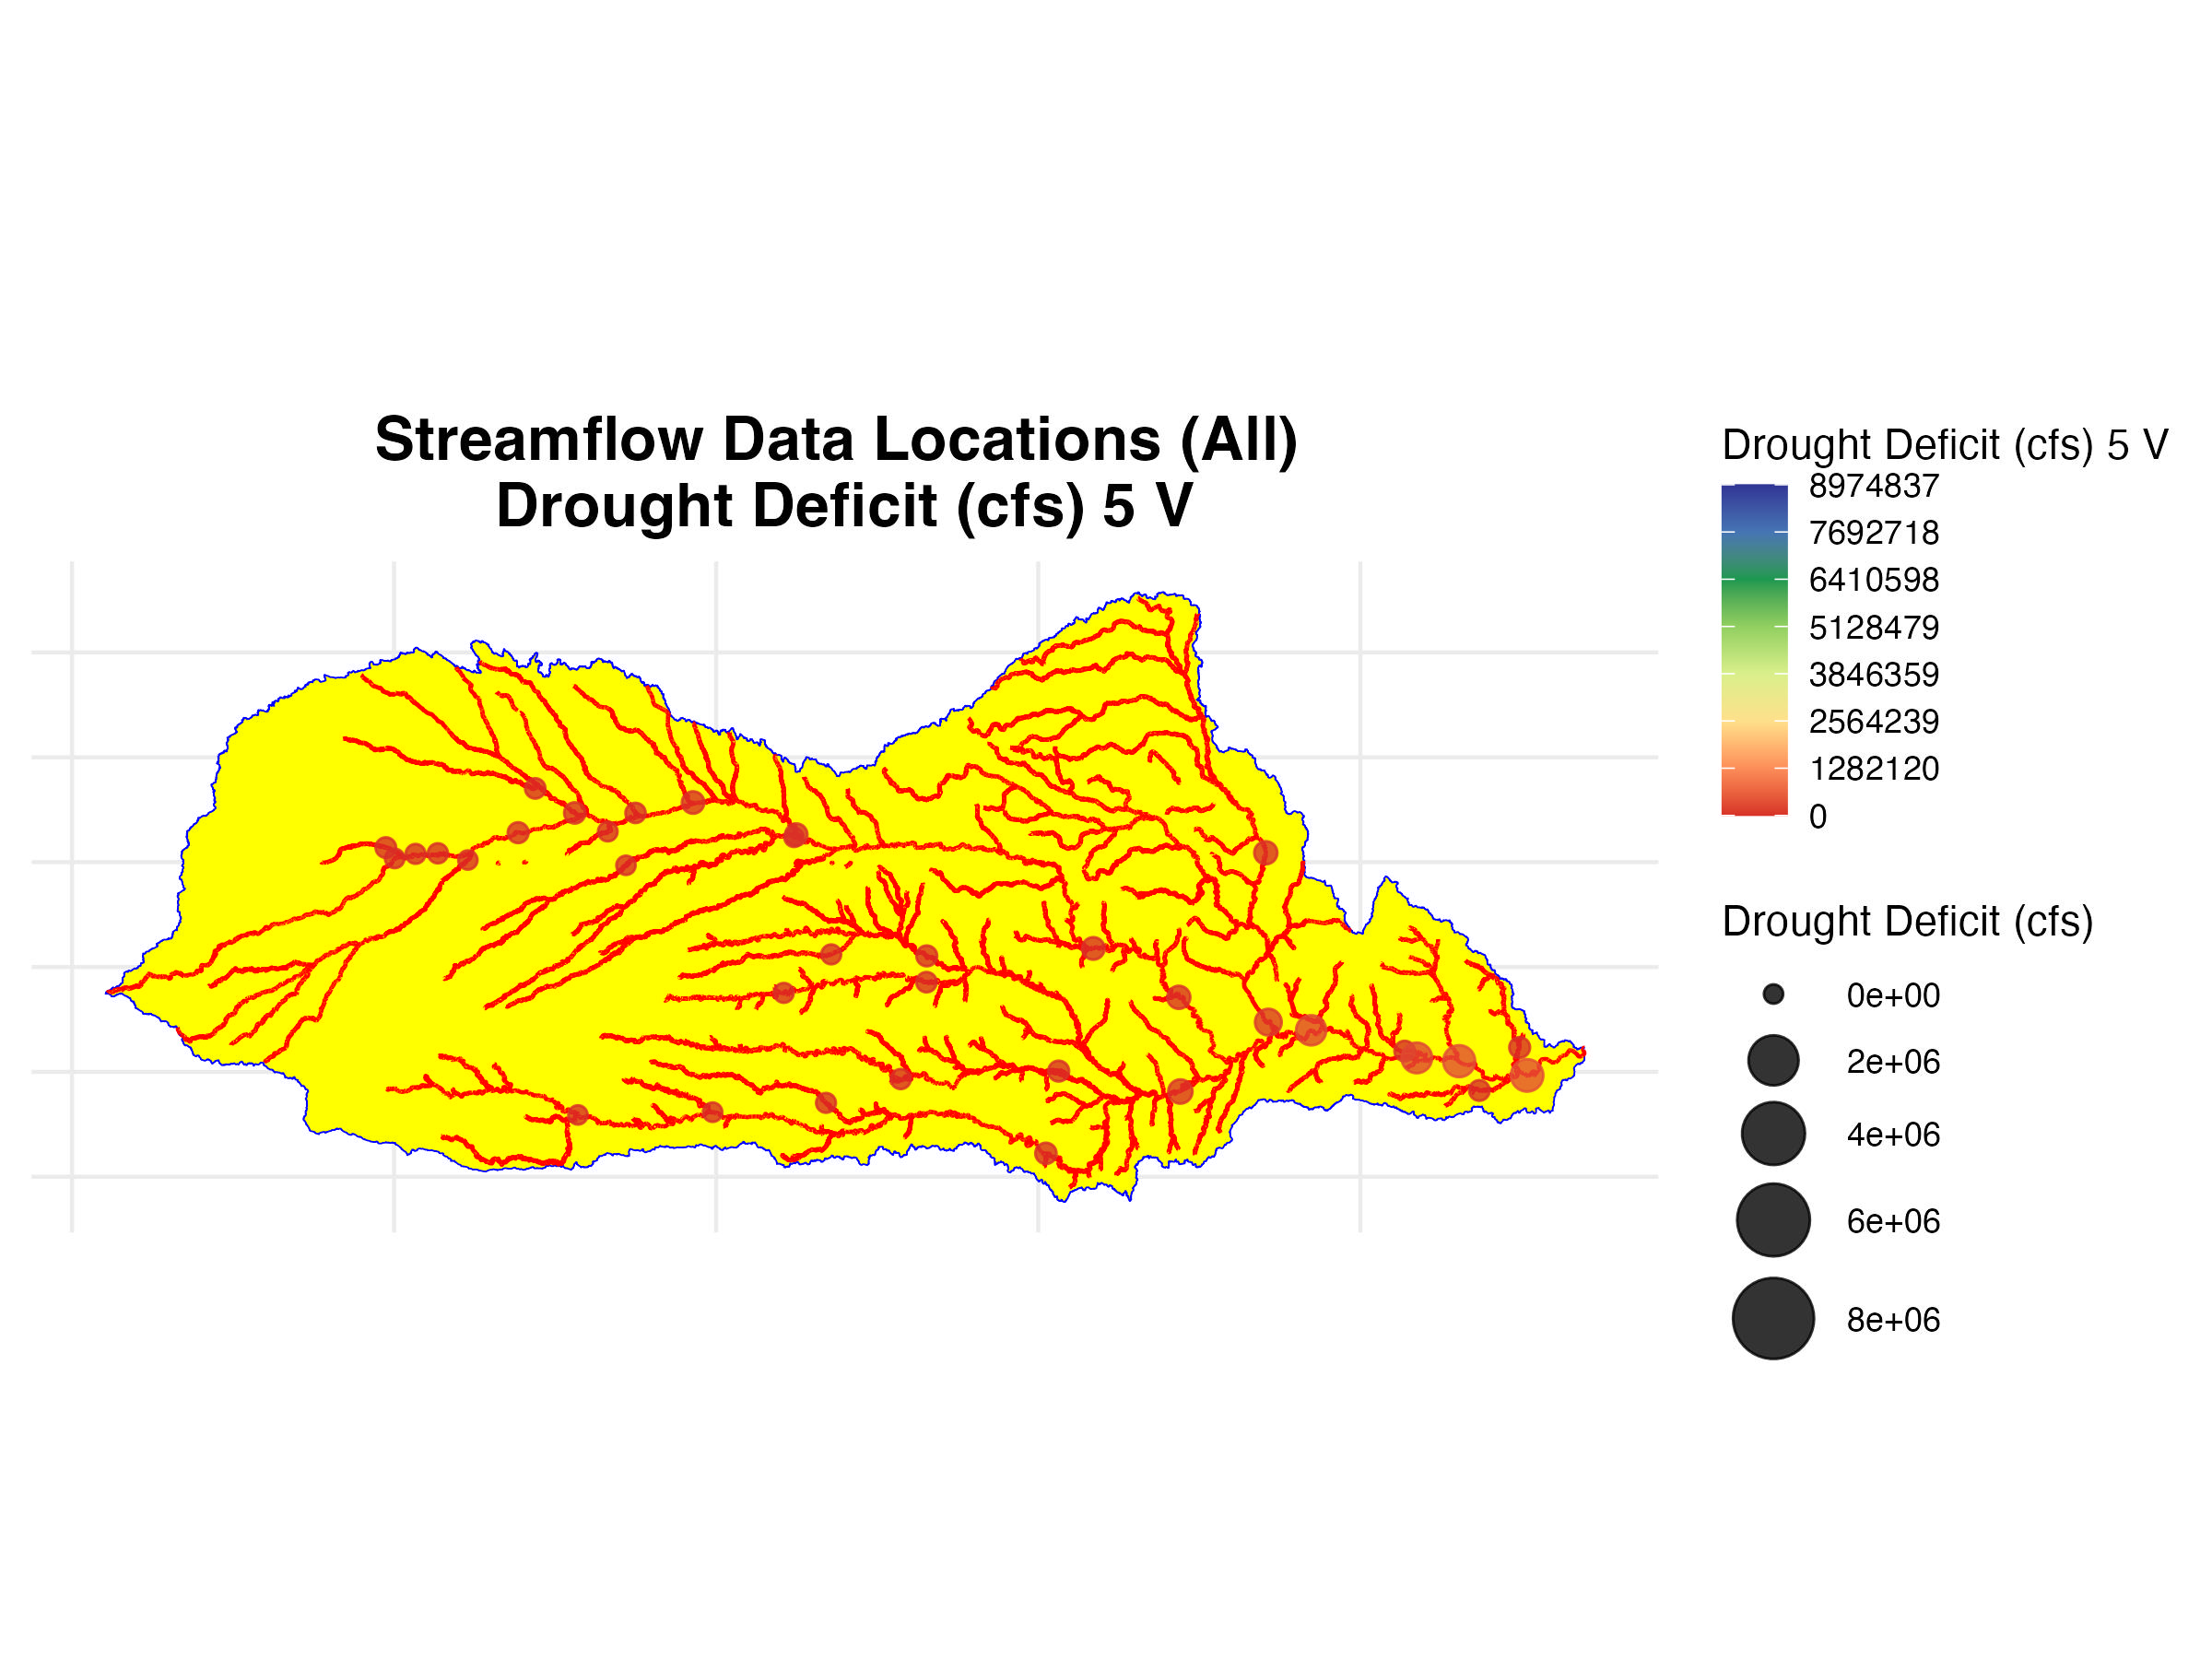 Streamflow Data Locations (All)
Drought Deficit (cfs) 5 V
Drought Deficit (cfs) 5 V
8974837
7692718
6410598
5128479
3846359
2564239
1282120
0
Drought Deficit (cfs)
0e+00
2e+06
4e+06
6e+06
8e+06